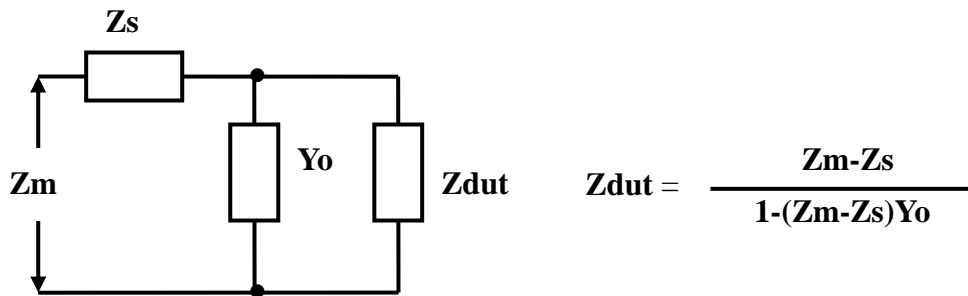 Zs
Yo
Zm
Zdut
Zdut = Zm-Zs
1-(Zm-Zs)Yo